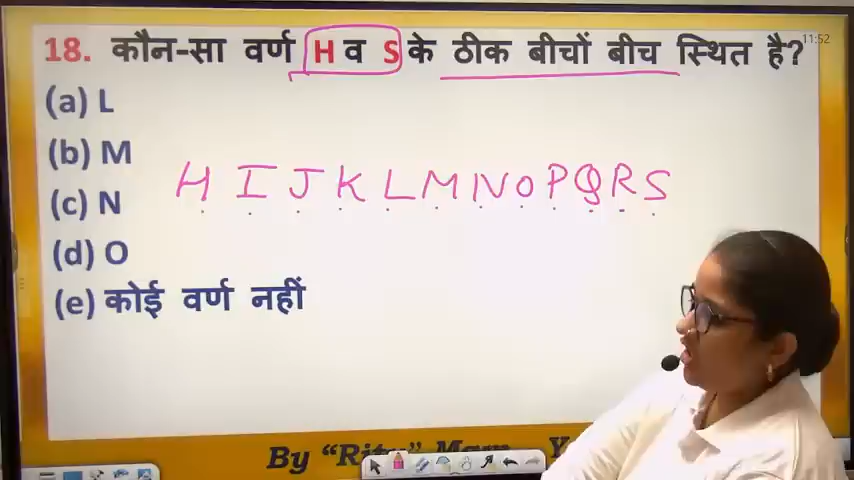 11:52
18. कौन-सा वर्ण H व S के ठीक बीचों बीच स्थित है?
(a) L
(b) M
(c) N
(d) O
(e) कोई वर्ण नहीं
H I J K L M N O P Q R S
By “Ritu” Mam